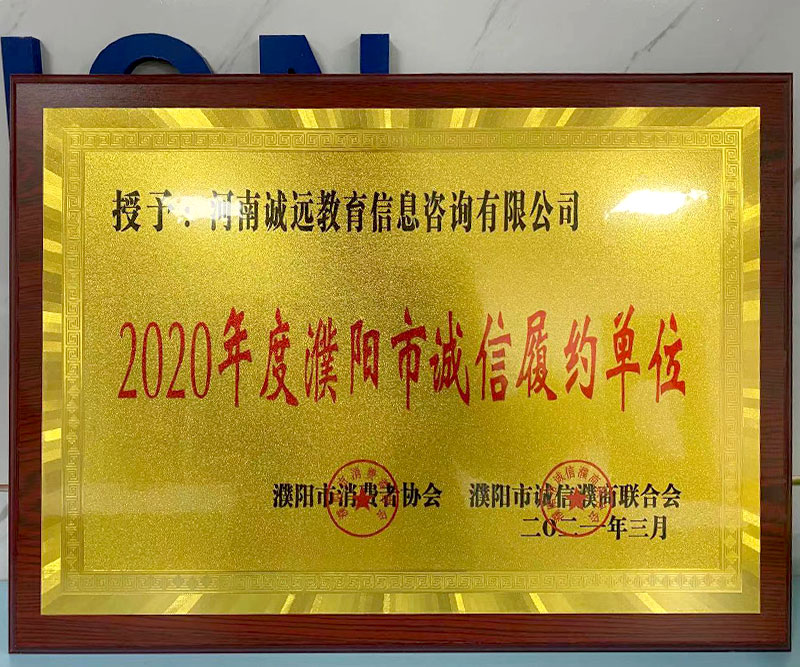 授予：河南诚远教育信息咨询有限公司
2020年度濮阳市诚信履约单位
濮阳市消费者协会 濮阳市诚信濮商联合会
二〇二一年三月